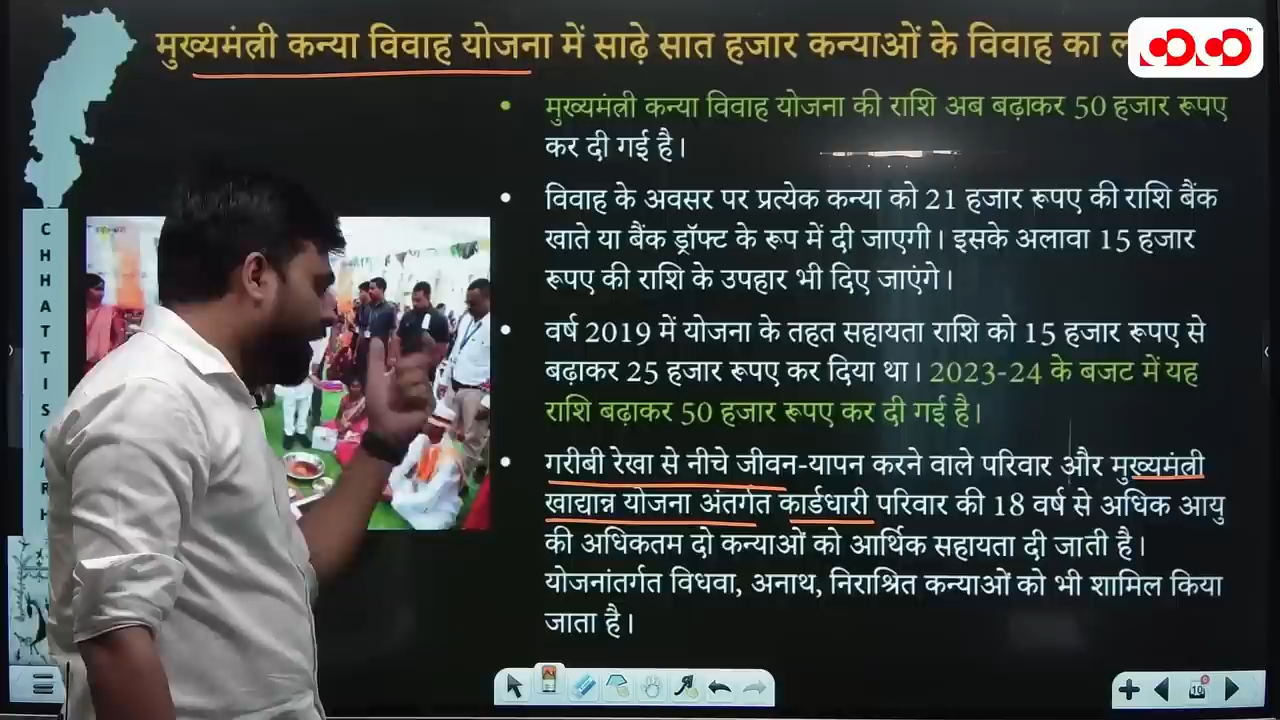 मुख्यमंत्री कन्या विवाह योजना में साढ़े सात हजार कन्याओं के विवाह का
मुख्यमंत्री कन्या विवाह योजना की राशि अब बढ़ाकर 50 हजार रूपए
कर दी गई है।
विवाह के अवसर पर प्रत्येक कन्या को 21 हजार रूपए की राशि बैंक
खाते या बैंक ड्रॉफ्ट के रूप में दी जाएगी। इसके अलावा 15 हजार
रूपए की राशि के उपहार भी दिए जाएंगे।
वर्ष 2019 में योजना के तहत सहायता राशि को 15 हजार रूपए से
बढ़ाकर 25 हजार रूपए कर दिया था। 2023-24 के बजट में यह
राशि बढ़ाकर 50 हजार रूपए कर दी गई है।
गरीबी रेखा से नीचे जीवन-यापन करने वाले परिवार और मुख्यमंत्री
खाद्यान्न योजना अंतर्गत कार्डधारी परिवार की 18 वर्ष से अधिक आयु
की अधिकतम दो कन्याओं को आर्थिक सहायता दी जाती है।
योजनांतर्गत विधवा, अनाथ, निराश्रित कन्याओं को भी शामिल किया
जाता है।
CHHATTISGARH
10